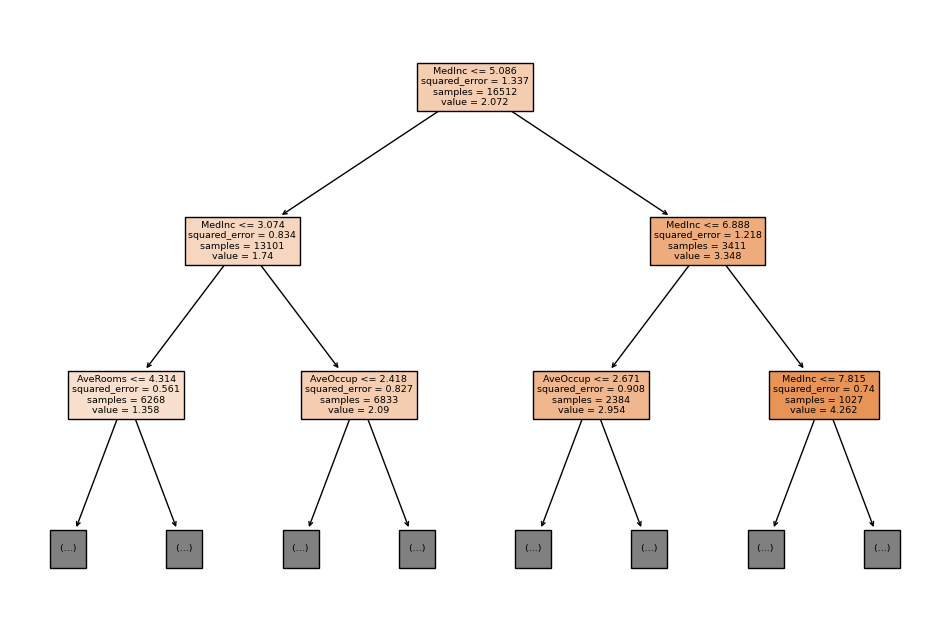 MedInc <= 5.086
squared_error = 1.337
samples = 16512
value = 2.072
MedInc <= 3.074
squared_error = 0.834
samples = 13101
value = 1.74
MedInc <= 6.888
squared_error = 1.218
samples = 3411
value = 3.348
AveRooms <= 4.314
squared_error = 0.561
samples = 6268
value = 1.358
AveOccup <= 2.418
squared_error = 0.827
samples = 6833
value = 2.09
AveOccup <= 2.671
squared_error = 0.908
samples = 2384
value = 2.954
MedInc <= 7.815
squared_error = 0.74
samples = 1027
value = 4.262
(...)
(...)
(...)
(...)
(...)
(...)
(...)
(...)